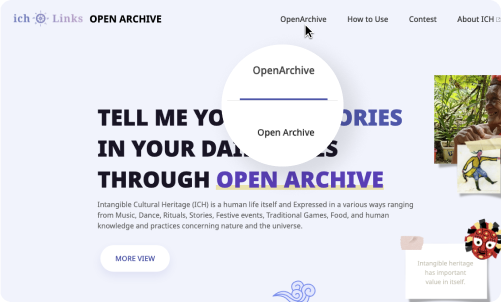 ich Links OPEN ARCHIVE
OpenArchive How to Use Contest About ICH
OpenArchive
Open Archive
TELL ME YO ORIES
IN YOUR DAI ES
THROUGH OPEN ARCHIVE
Intangible Cultural Heritage (ICH) is a human life itself and Expressed in a various ways ranging
from Music, Dance, Rituals, Stories, Festive events, Traditional Games, Food, and human
knowledge and practices concerning nature and the universe.
MORE VIEW
Intangible heritage
has important
value in itself.